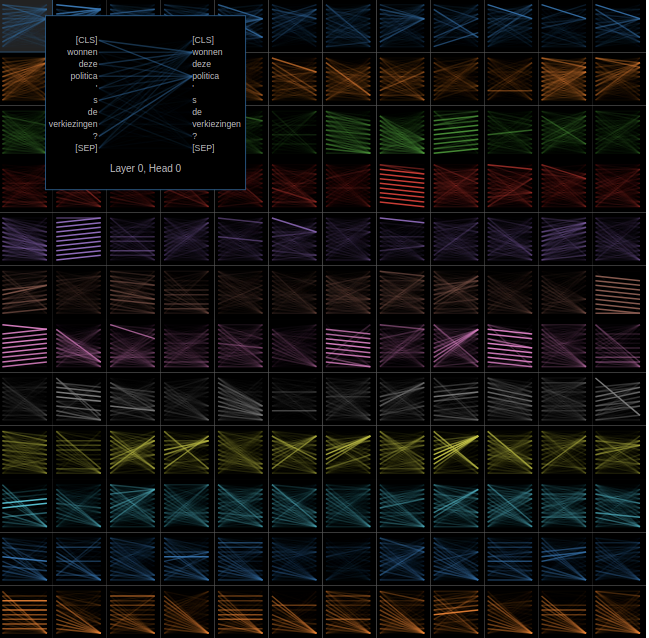 [CLS] [CLS]
wonnen wonnen
deze deze
politica politica
' '
s s
de de
verkiezingen verkiezingen
? ?
[SEP] [SEP]
Layer 0, Head 0